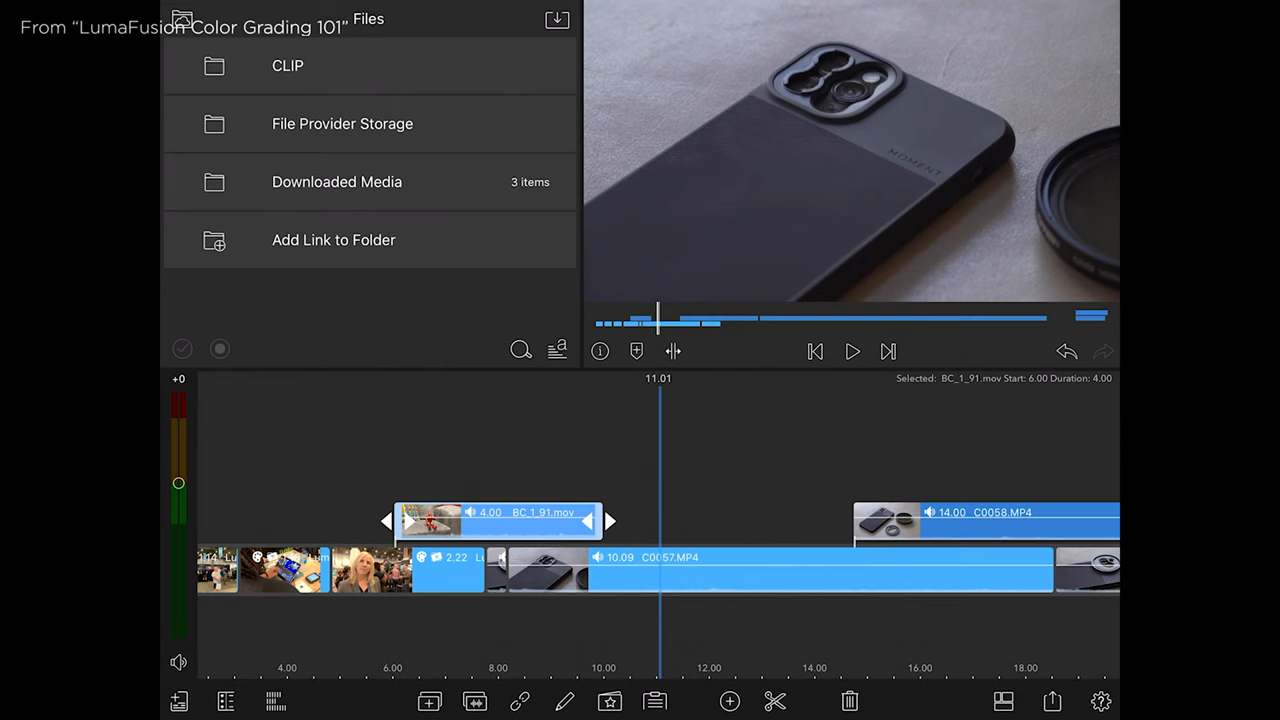 From “LumaFusion Color Grading 101”
Files
CLIP
File Provider Storage
Downloaded Media 3 items
Add Link to Folder
MOMENT
+0
11.01
Selected: BC_1_91.mov Start: 6.00 Duration: 4.00
4.00 BC_1_91.mov
14.00 C0058.MP4
2.22
10.09 C0057.MP4
4.00 6.00 8.00 10.00 12.00 14.00 16.00 18.00